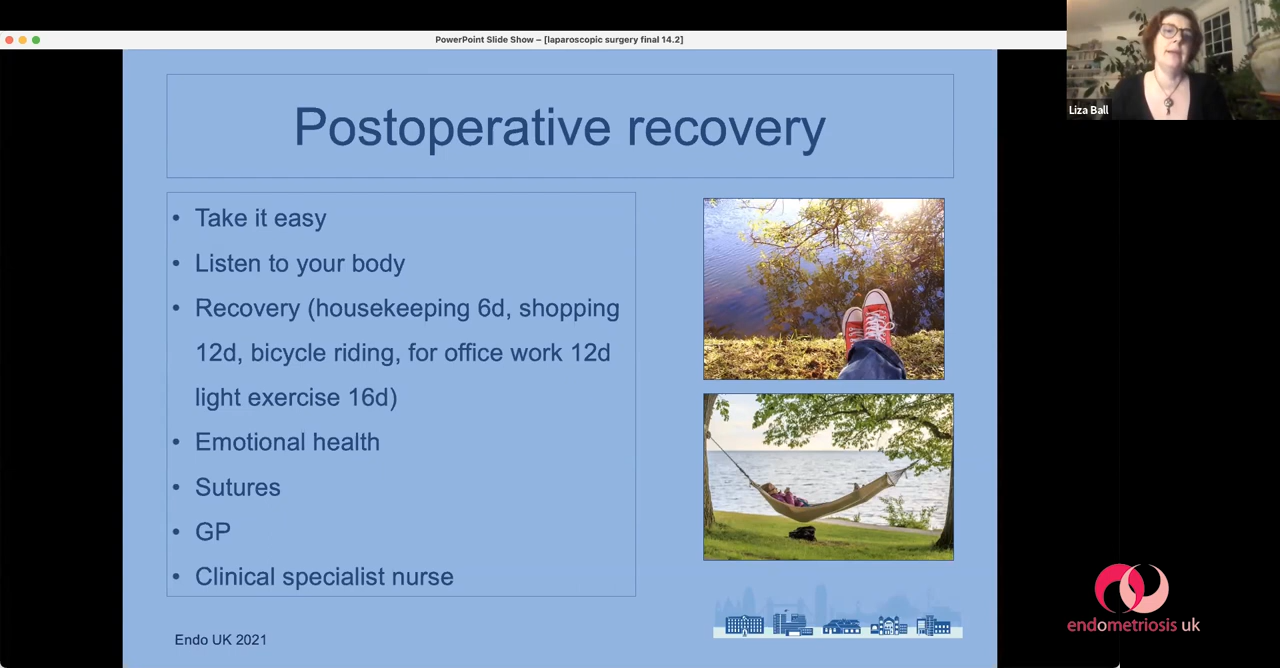 PowerPoint Slide Show – [laparoscopic surgery final 14.2]
Liza Ball
Postoperative recovery
• Take it easy
• Listen to your body
• Recovery (housekeeping 6d, shopping
12d, bicycle riding, for office work 12d
light exercise 16d)
• Emotional health
• Sutures
• GP
• Clinical specialist nurse
Endo UK 2021
endometriosis uk